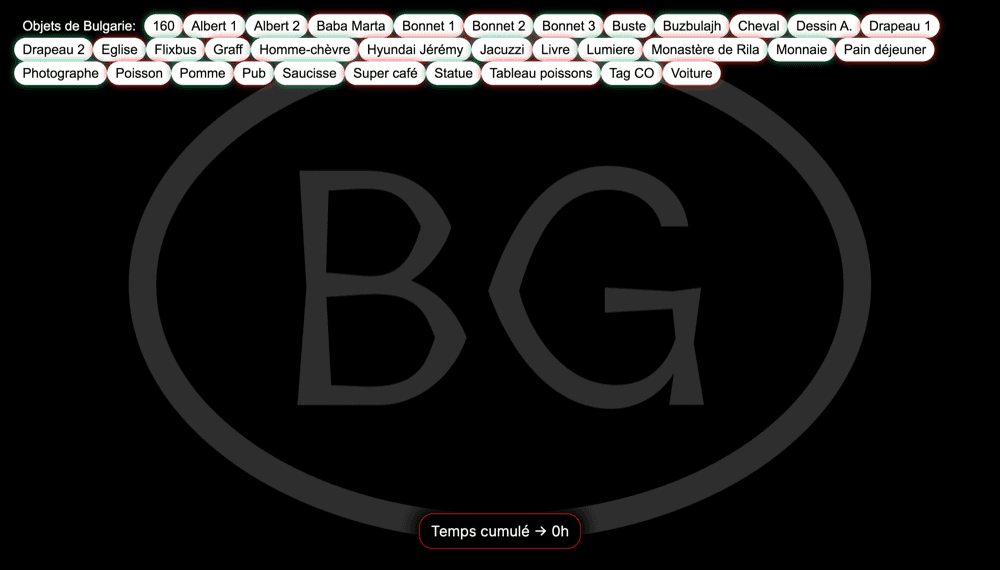 Objets de Bulgarie: 160 Albert 1 Albert 2 Baba Marta Bonnet 1 Bonnet 2 Bonnet 3 Buste Buzbulajh Cheval Dessin A. Drapeau 1
Drapeau 2 Eglise Flixbus Graff Homme-chèvre Hyundai Jérémy Jacuzzi Livre Lumiere Monastère de Rila Monnaie Pain déjeuner
Photographe Poisson Pomme Pub Saucisse Super café Statue Tableau poissons Tag CO Voiture
BG
Temps cumulé → 0h